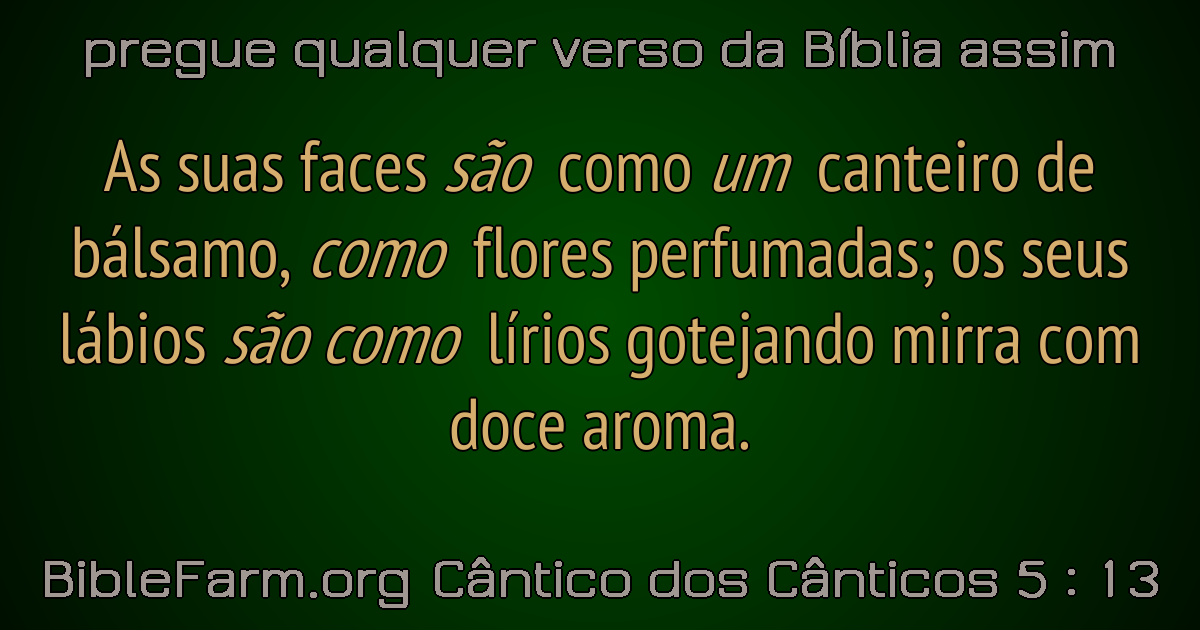 pregue qualquer verso da Bíblia assim
As suas faces são como um canteiro de
bálsamo, como flores perfumadas; os seus
lábios são como lírios gotejando mirra com
doce aroma.
BibleFarm.org Cântico dos Cânticos 5 : 13